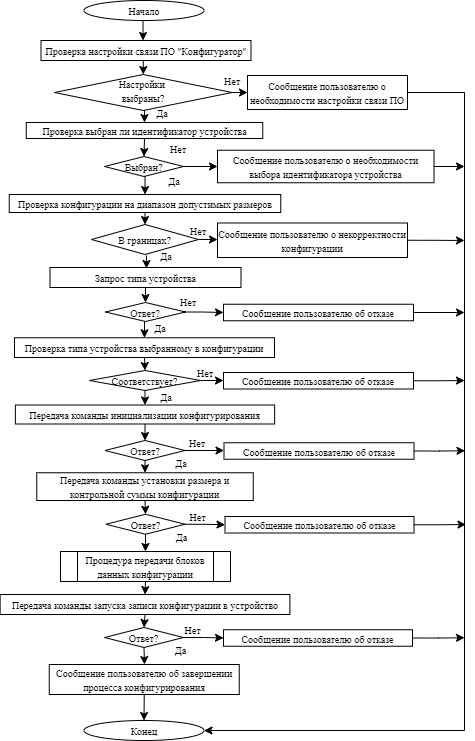 Начало
Проверка настройки связи ПО "Конфигуратор"
Настройки
выбраны?
Нет
Сообщение пользователю о
необходимости настройки связи ПО
Да
Проверка выбран ли идентификатор устройства
Нет
Выбран?
Сообщение пользователю о необходимости
выбора идентификатора устройства
Да
Проверка конфигурации на диапазон допустимых размеров
В границах?
Нет
Сообщение пользователю о некорректности
конфигурации
Да
Запрос типа устройства
Нет
Ответ?
Сообщение пользователю об отказе
Да
Проверка типа устройства выбранному в конфигурации
Нет
Соответствует?
Сообщение пользователю об отказе
Да
Передача команды инициализации конфигурирования
Нет
Ответ?
Сообщение пользователю об отказе
Да
Передача команды установки размера и
контрольной суммы конфигурации
Нет
Ответ?
Сообщение пользователю об отказе
Да
Процедура передачи блоков
данных конфигурации
Передача команды запуска записи конфигурации в устройство
Нет
Ответ?
Сообщение пользователю об отказе
Да
Сообщение пользователю об завершении
процесса конфигурирования
Конец